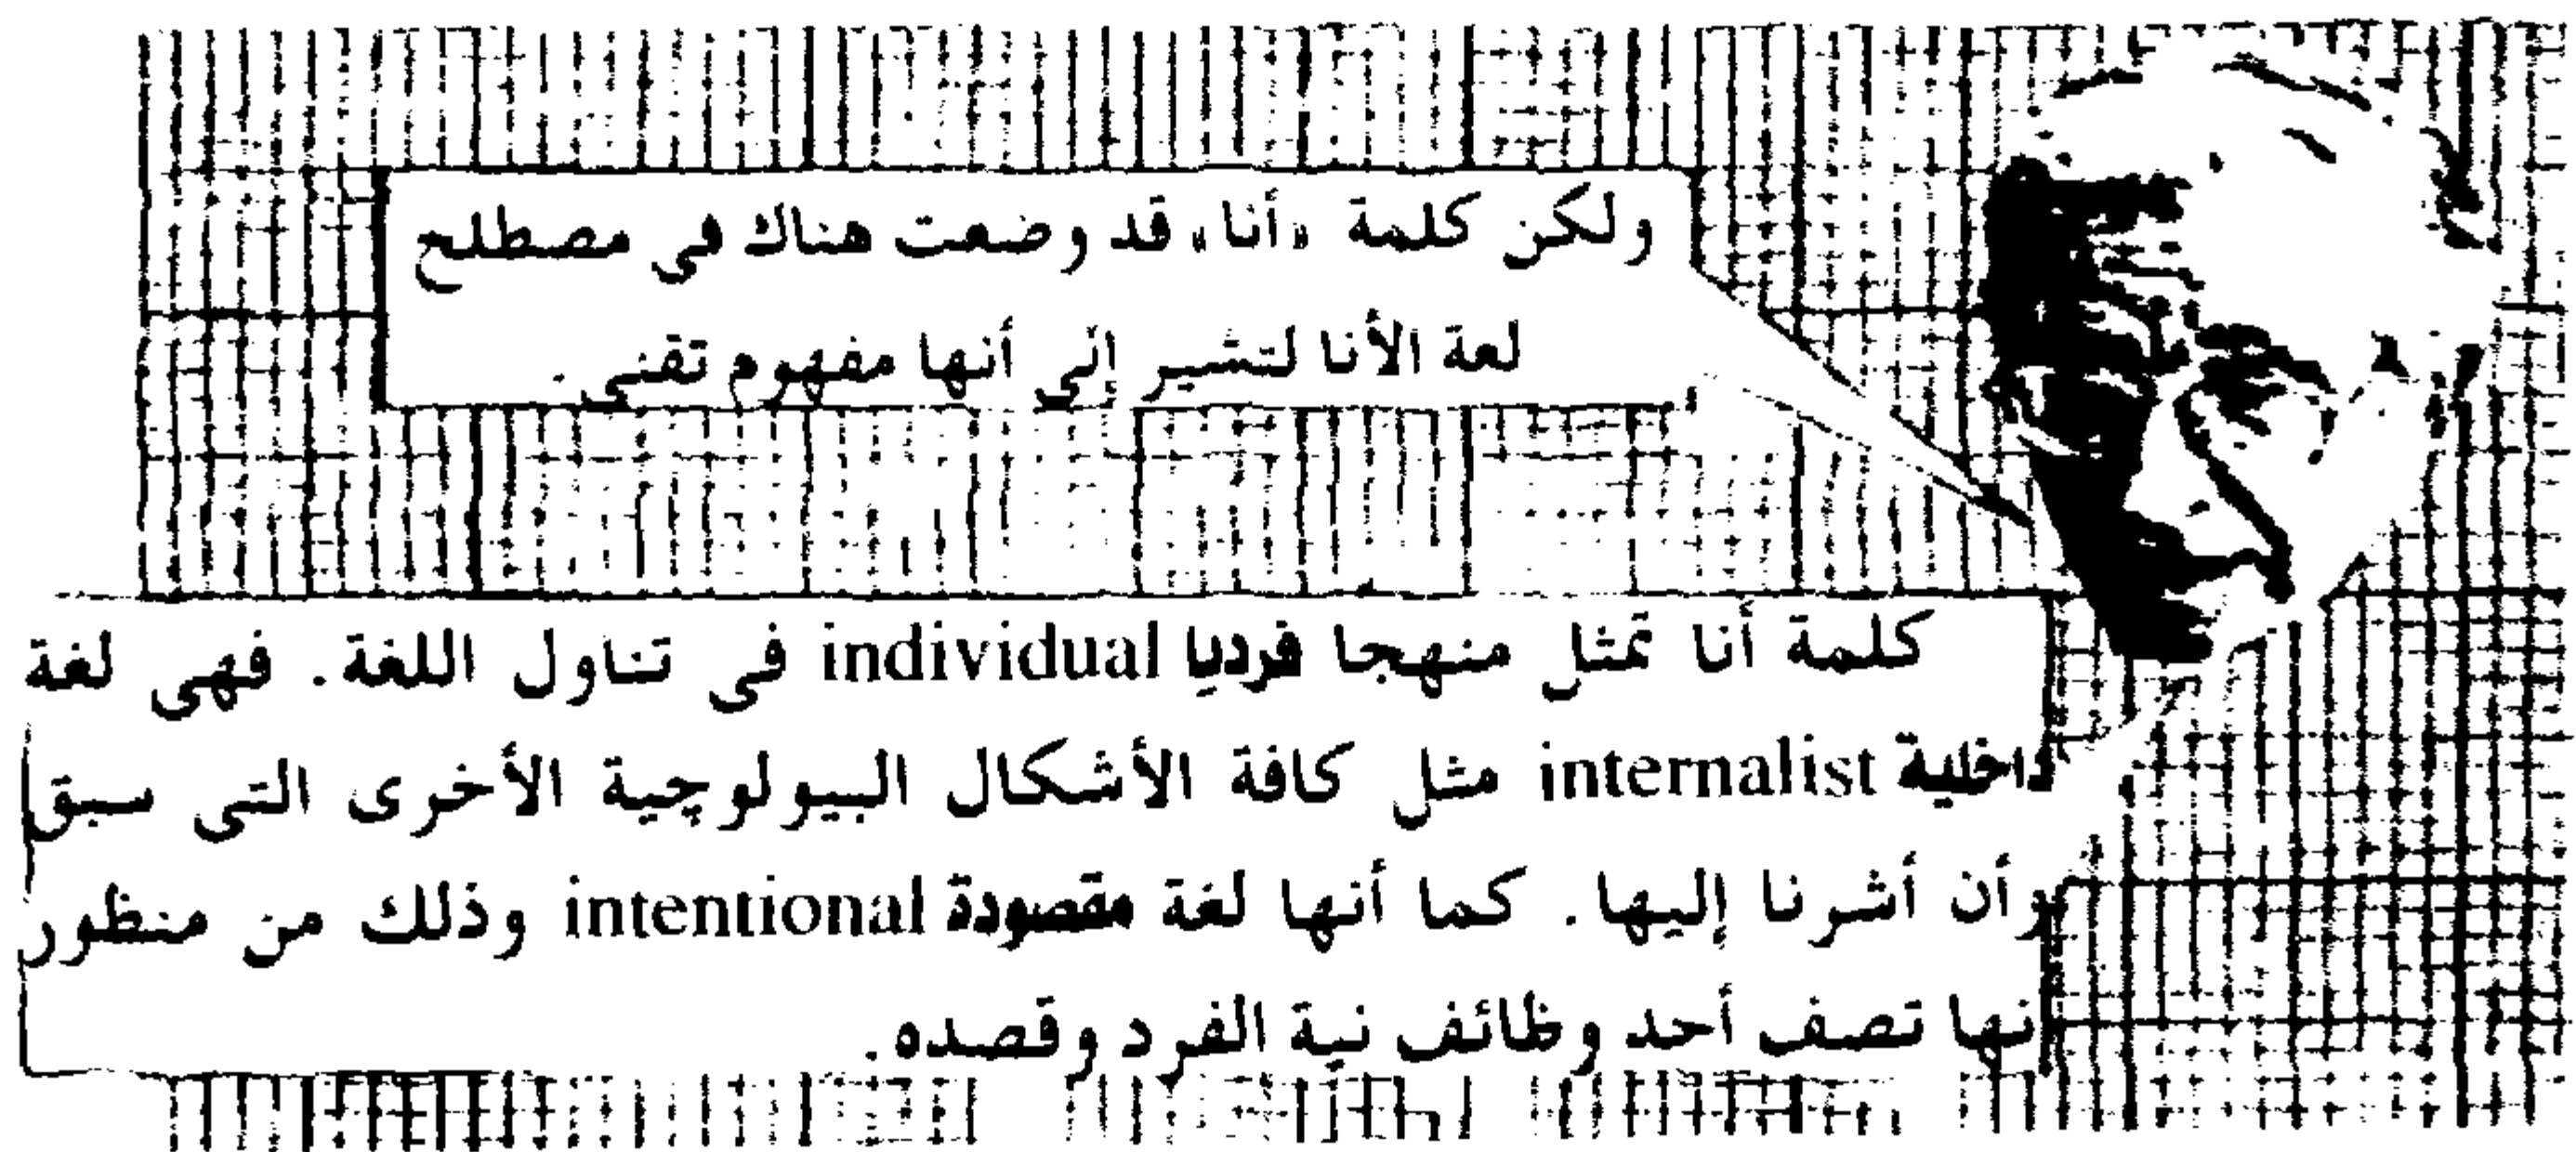 ولكن كلمة «أنا» قد وضعت هناك فى مصطلح
لعة الأنا لتشير إلى أنها مفهوم تقنى.
كلمة أنا تمثل منهجا فرديا individual فى تناول اللغة. فهى لغة
داخلية internalist مثل كافة الأشكال البيولوچية الأخرى التى سبق
وأن أشرنا إليها. كما أنها لغة مقصودة intentional وذلك من منظور
أنها تصف أحد وظائف نية الفرد وقصده.